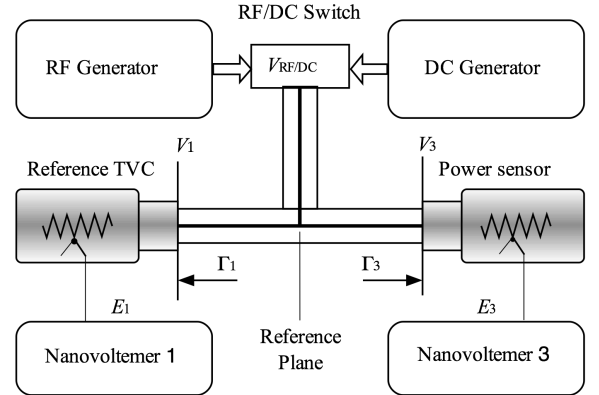 RF/DC Switch
RF Generator
VRF/DC
DC Generator
V1
V3
Reference TVC
Power sensor
Γ1
Γ3
E1
E3
Reference
Plane
Nanovoltemer 1
Nanovoltemer 3